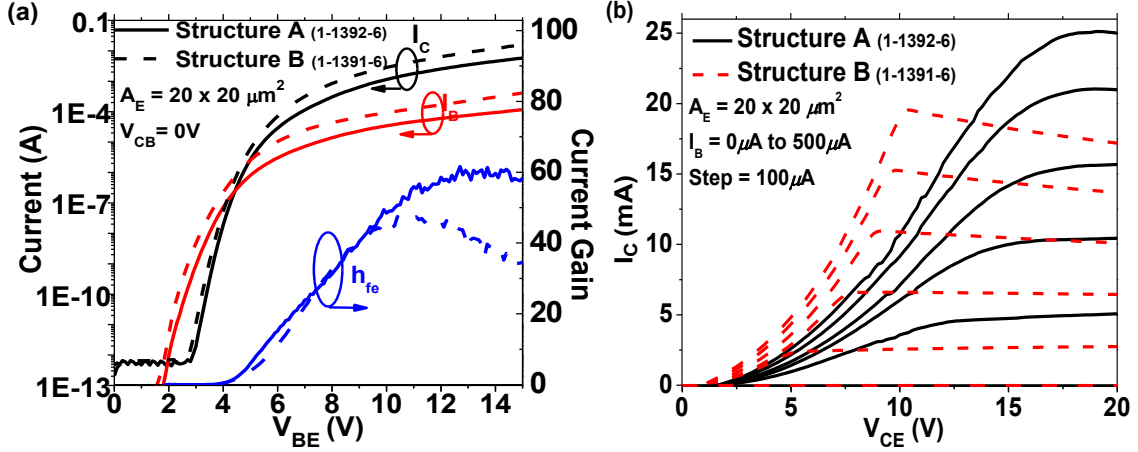 (a)
Structure A (1-1392-6)
Structure B (1-1391-6)
A_E = 20 x 20 μm²
V_CB = 0V
I_C
I_B
h_fe
Current (A)
0.1
1E-4
1E-7
1E-10
1E-13
Current Gain
100
80
60
40
20
0
0 2 4 6 8 10 12 14
V_BE (V)
(b)
Structure A (1-1392-6)
Structure B (1-1391-6)
A_E = 20 x 20 μm²
I_B = 0μA to 500μA
Step = 100μA
I_C (mA)
25
20
15
10
5
0
0 5 10 15 20
V_CE (V)